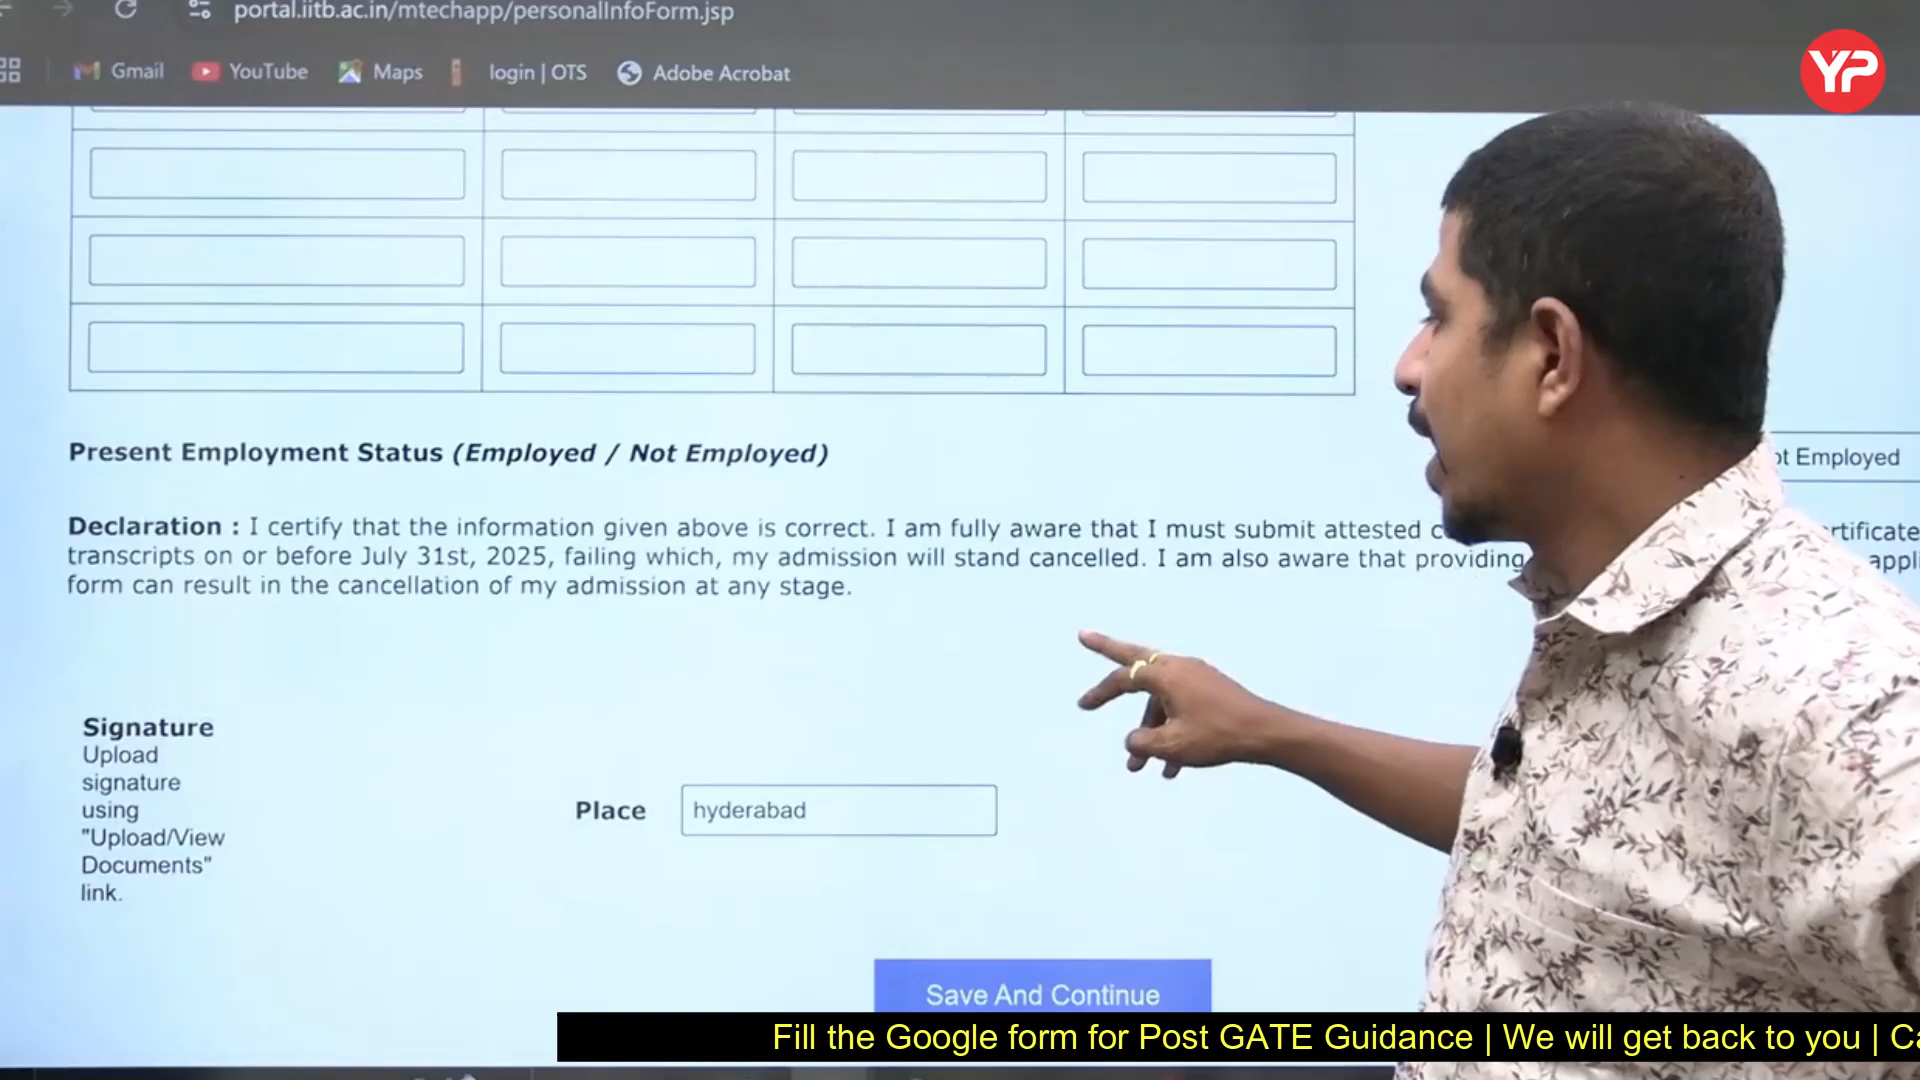 portal.iitb.ac.in/mtechapp/personalInfoForm.jsp
Gmail YouTube Maps login | OTS Adobe Acrobat
YP
Present Employment Status (Employed / Not Employed)
ot Employed
Declaration : I certify that the information given above is correct. I am fully aware that I must submit attested c rtificate
transcripts on or before July 31st, 2025, failing which, my admission will stand cancelled. I am also aware that providing appli
form can result in the cancellation of my admission at any stage.
Signature
Upload
signature
using
"Upload/View
Documents"
link.
Place hyderabad
Save And Continue
Fill the Google form for Post GATE Guidance | We will get back to you | Ca